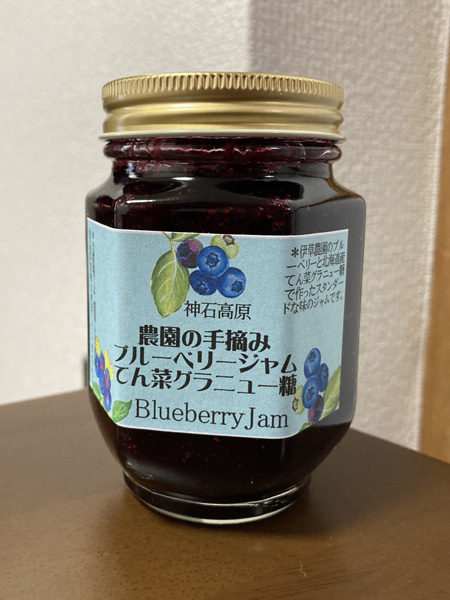 神石高原
農園の手摘み
ブルーベリージャム
てん菜グラニュー糖
Blueberry Jam
*伊草農園のブル
ーベリーと北海道産
てん菜グラニュー糖
で作ったスタンダー
ドな味のジャムです。